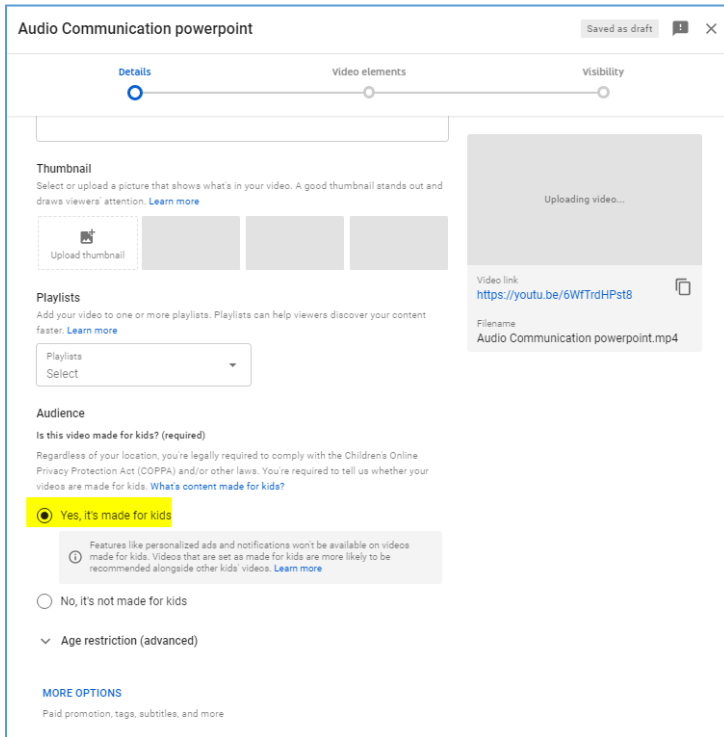 Audio Communication powerpoint
Saved as draft
Details
Video elements
Visibility
Thumbnail
Select or upload a picture that shows what's in your video. A good thumbnail stands out and
draws viewers' attention. Learn more
Upload thumbnail
Playlists
Add your video to one or more playlists. Playlists can help viewers discover your content
faster. Learn more
Playlists
Select
Audience
Is this video made for kids? (required)
Regardless of your location, you're legally required to comply with the Children's Online
Privacy Protection Act (COPPA) and/or other laws. You're required to tell us whether your
videos are made for kids. What's content made for kids?
Yes, it's made for kids
Features like personalized ads and notifications won't be available on videos
made for kids. Videos that are set as made for kids are more likely to be
recommended alongside other kids' videos. Learn more
No, it's not made for kids
Age restriction (advanced)
MORE OPTIONS
Paid promotion, tags, subtitles, and more
Uploading video...
Video link
https://youtu.be/6WfTrdHPst8
Filename
Audio Communication powerpoint.mp4